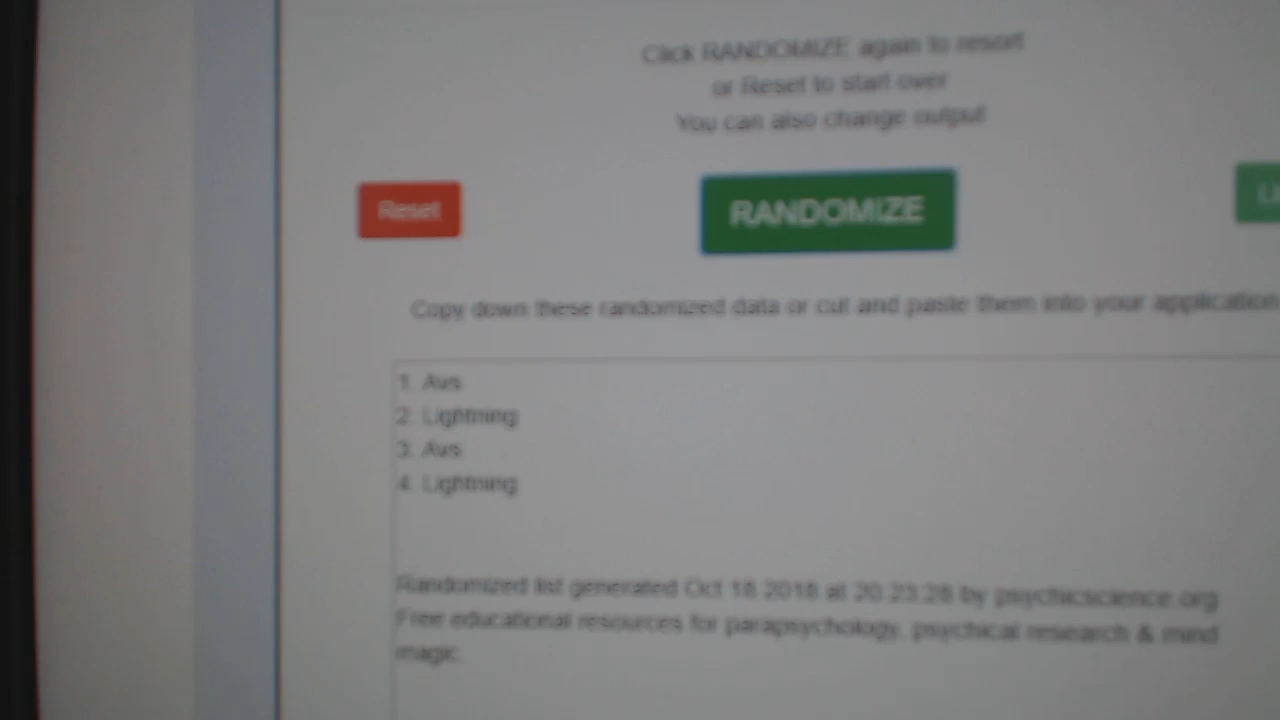 Click RANDOMIZE again to resort
or Reset to start over
You can also change output
Reset
RANDOMIZE
Copy down these randomized data or cut and paste them into your application
1. Avs
2. Lightning
3. Avs
4. Lightning
Randomized list generated Oct 18 2018 at 20:23:28 by psychicscience.org
Free educational resources for parapsychology, psychical research & mind
magic.